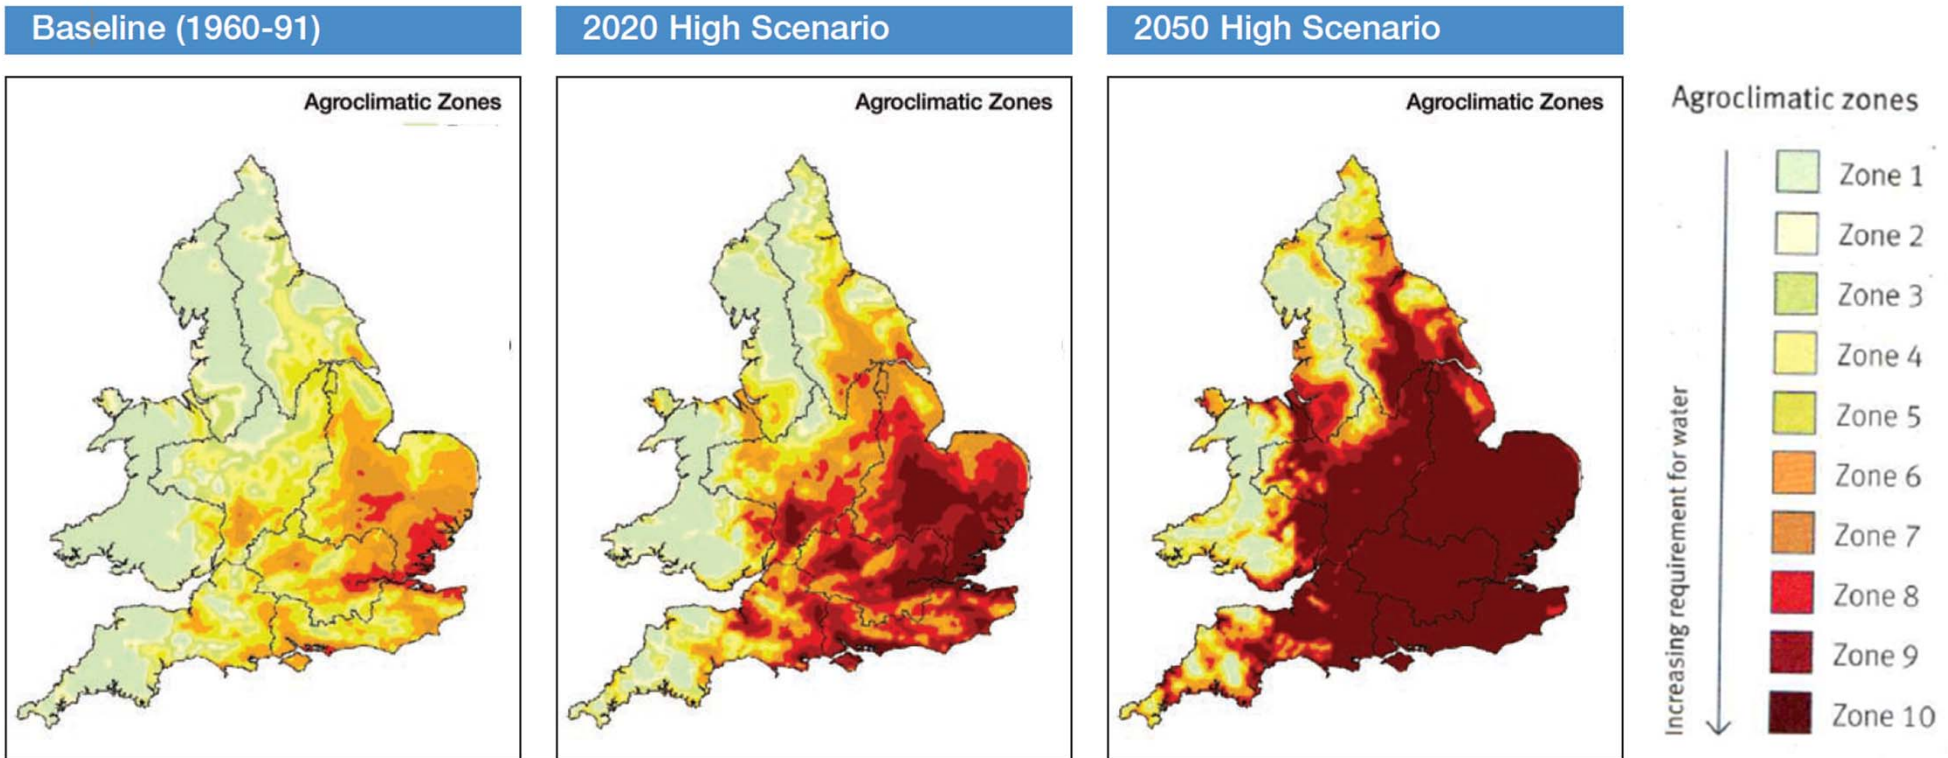 Baseline (1960-91)
2020 High Scenario
2050 High Scenario
Agroclimatic Zones
Agroclimatic Zones
Agroclimatic Zones
Agroclimatic zones
Increasing requirement for water
Zone 1
Zone 2
Zone 3
Zone 4
Zone 5
Zone 6
Zone 7
Zone 8
Zone 9
Zone 10